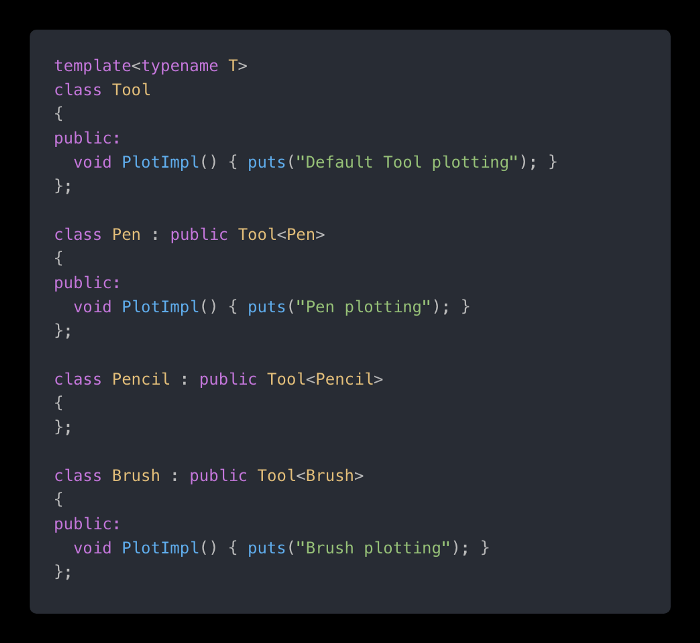 template<typename T>
class Tool
{
public:
  void PlotImpl() { puts("Default Tool plotting"); }
};

class Pen : public Tool<Pen>
{
public:
  void PlotImpl() { puts("Pen plotting"); }
};

class Pencil : public Tool<Pencil>
{
};

class Brush : public Tool<Brush>
{
public:
  void PlotImpl() { puts("Brush plotting"); }
};